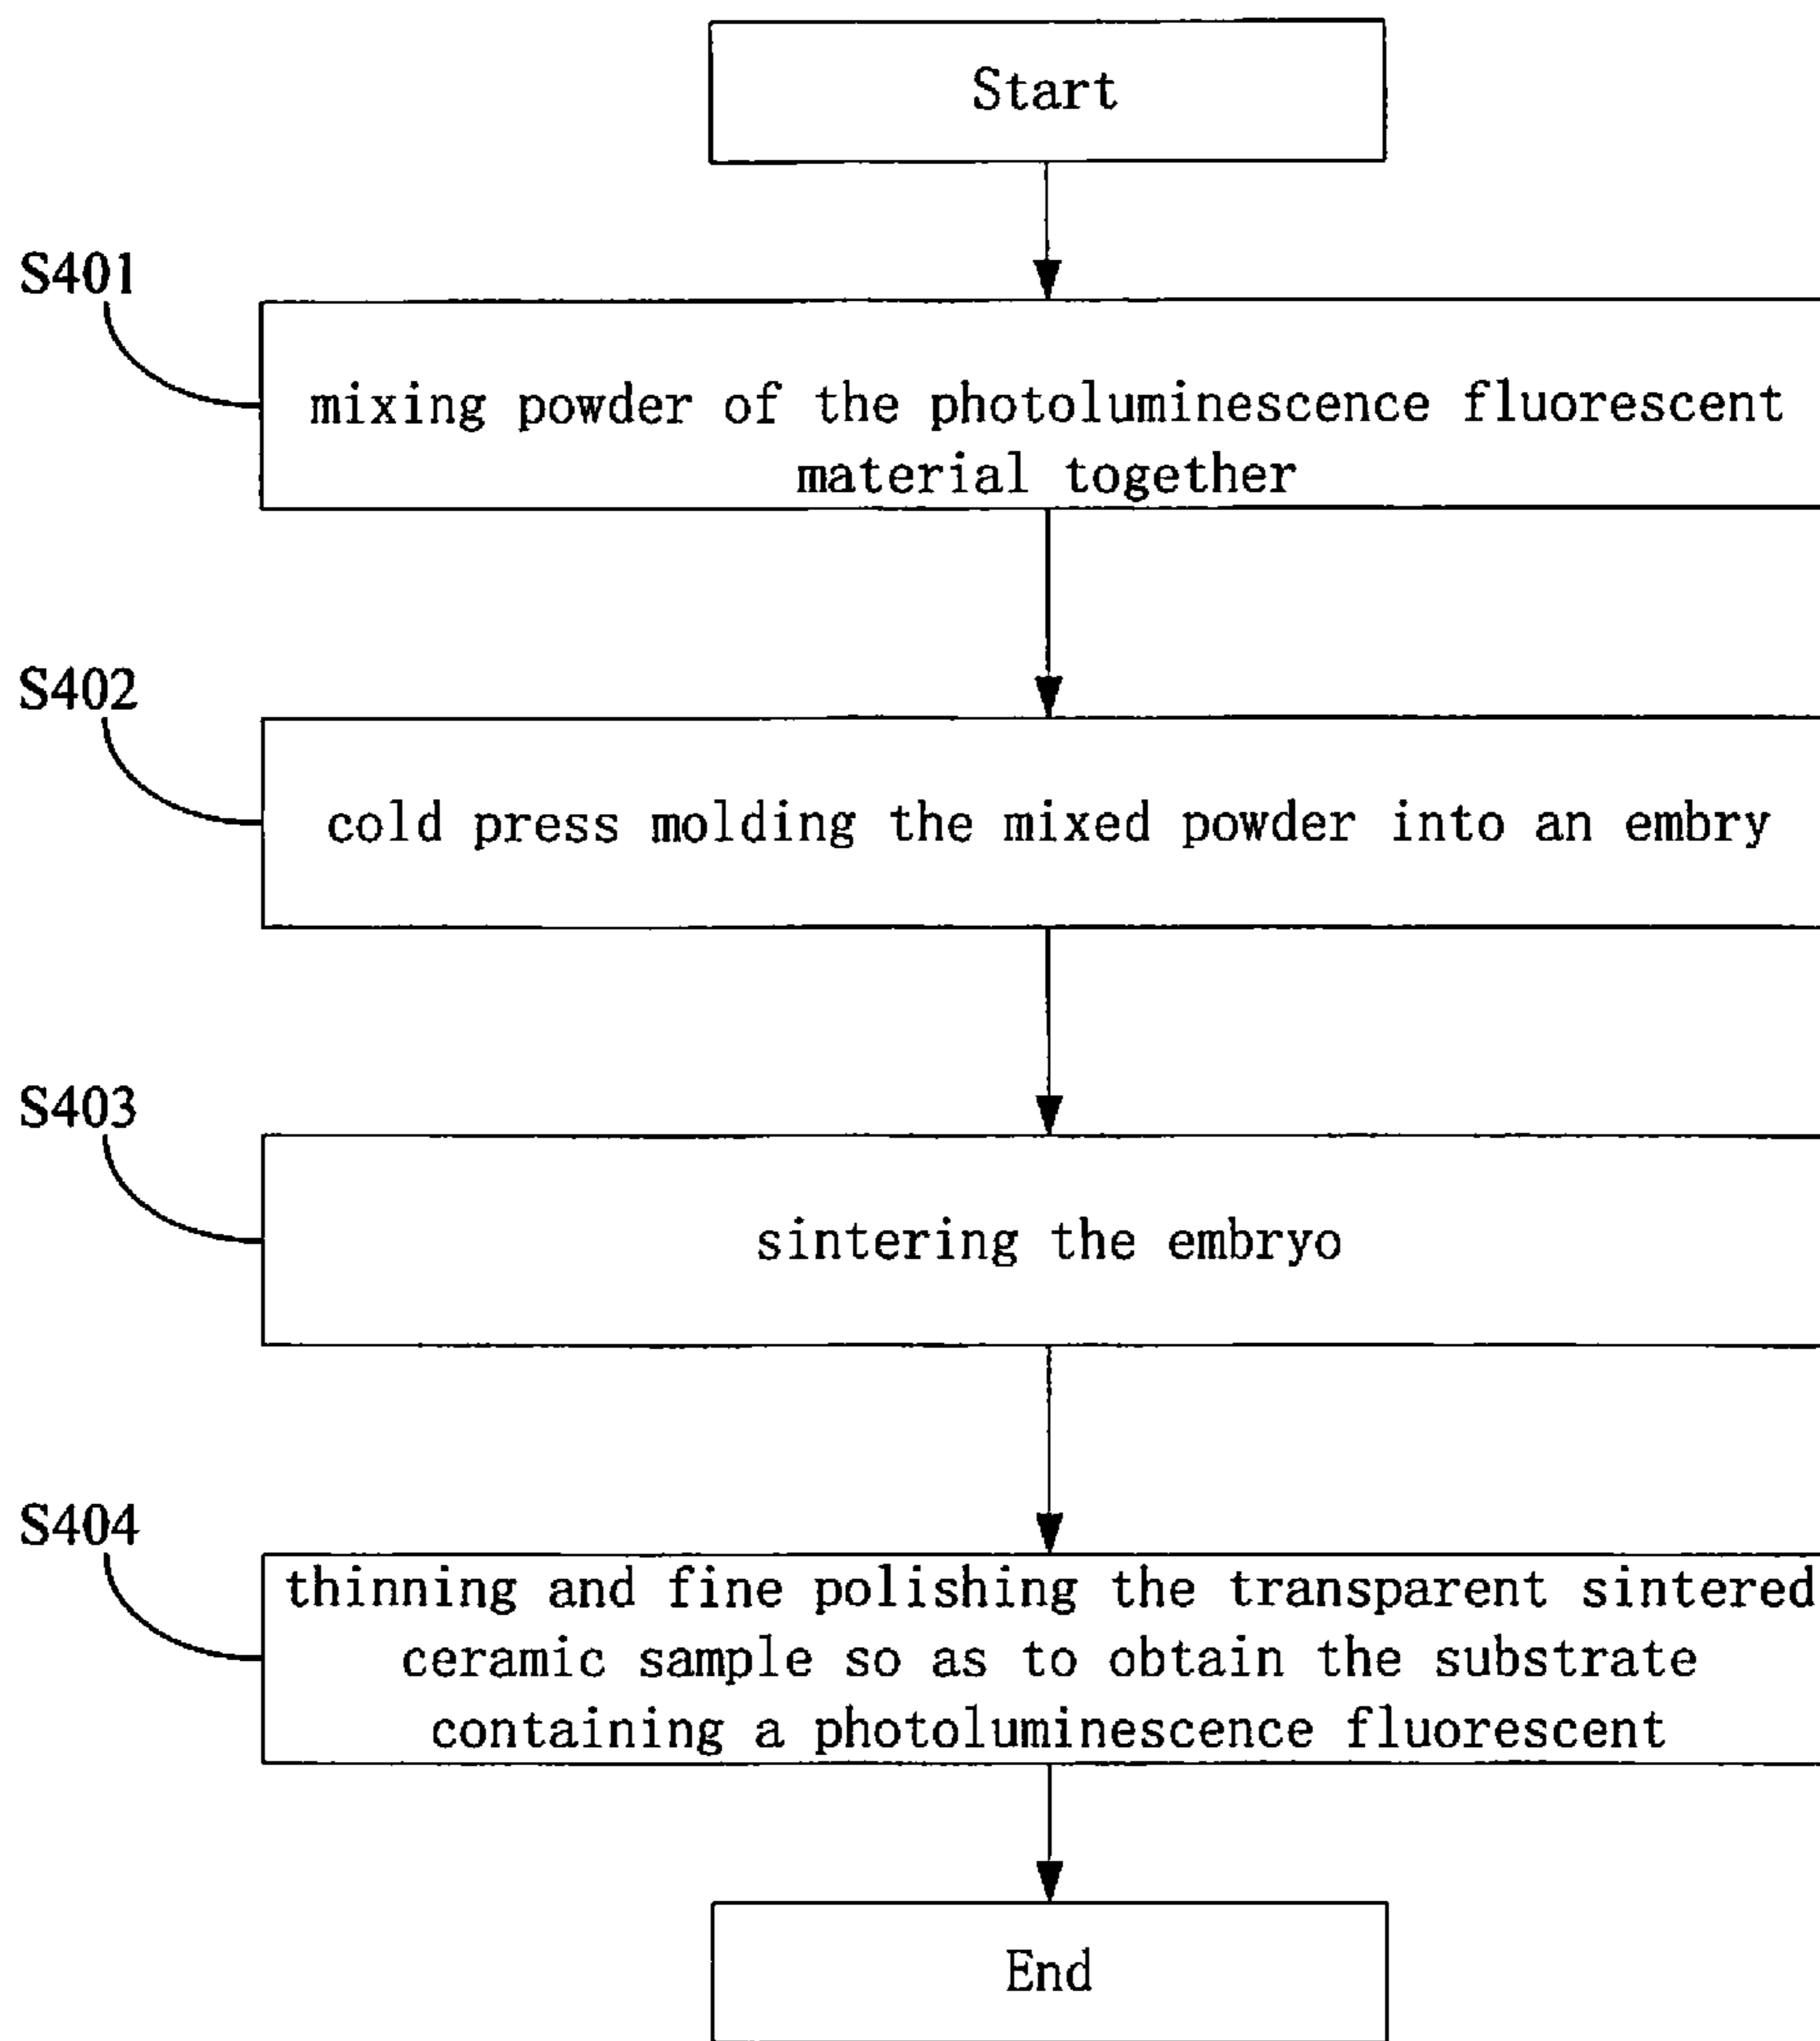 Start
S401
mixing powder of the photoluminescence fluorescent
material together
S402
cold press molding the mixed powder into an embry
S403
sintering the embryo
S404
thinning and fine polishing the transparent sintered
ceramic sample so as to obtain the substrate
containing a photoluminescence fluorescent
End